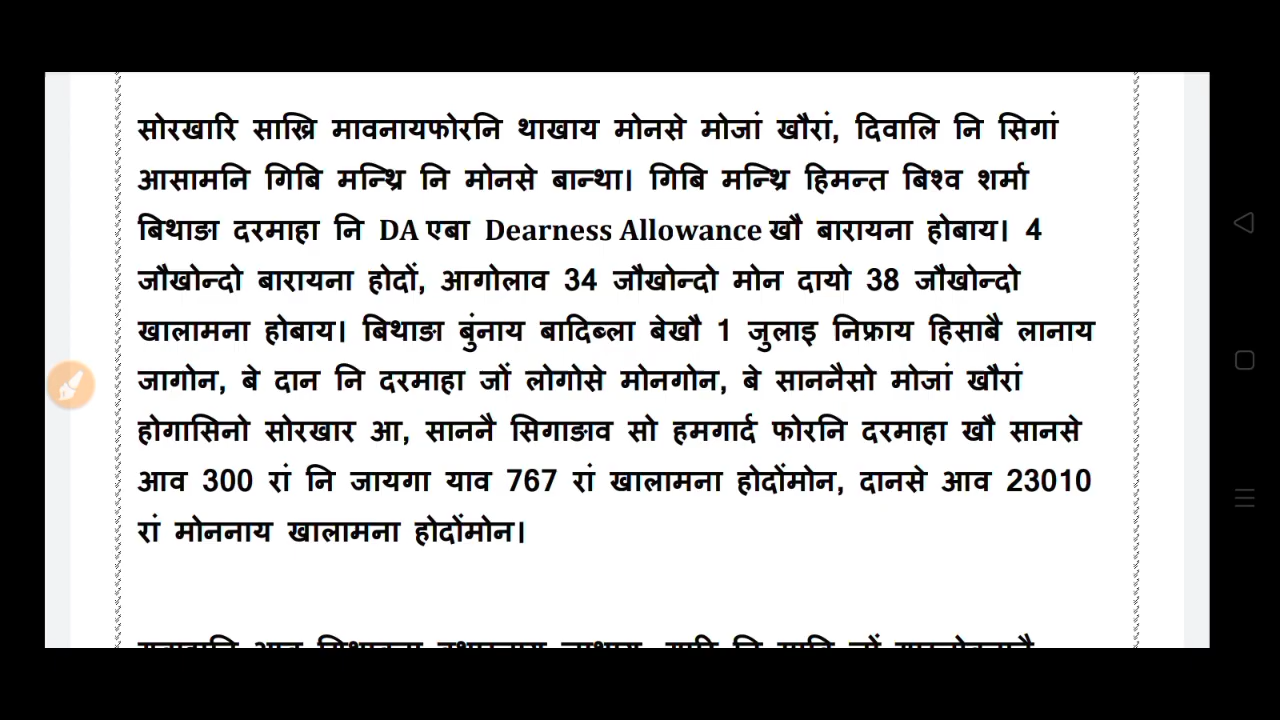 सोरखारि साख्रि मावनायफोरनि थाखाय मोनसे मोजां खौरां, दिवालि नि सिगां
आसामनि गिबि मन्थ्रि नि मोनसे बान्था। गिबि मन्थ्रि हिमन्त बिश्व शर्मा
बिथाङा दरमाहा नि DA एबा Dearness Allowance खौ बारायना होबाय। 4
जौखोन्दो बारायना होदों, आगोलाव 34 जौखोन्दो मोन दायो 38 जौखोन्दो
खालामना होबाय। बिथाङा बुंनाय बादिब्ला बेखौ 1 जुलाइ निफ्राय हिसाबै लानाय
जागोन, बे दान नि दरमाहा जों लोगोसे मोनगोन, बे साननैसो मोजां खौरां
होगासिनो सोरखार आ, साननै सिगाङाव सो हमगार्द फोरनि दरमाहा खौ सानसे
आव 300 रां नि जायगा याव 767 रां खालामना होदोंमोन, दानसे आव 23010
रां मोननाय खालामना होदोंमोन।